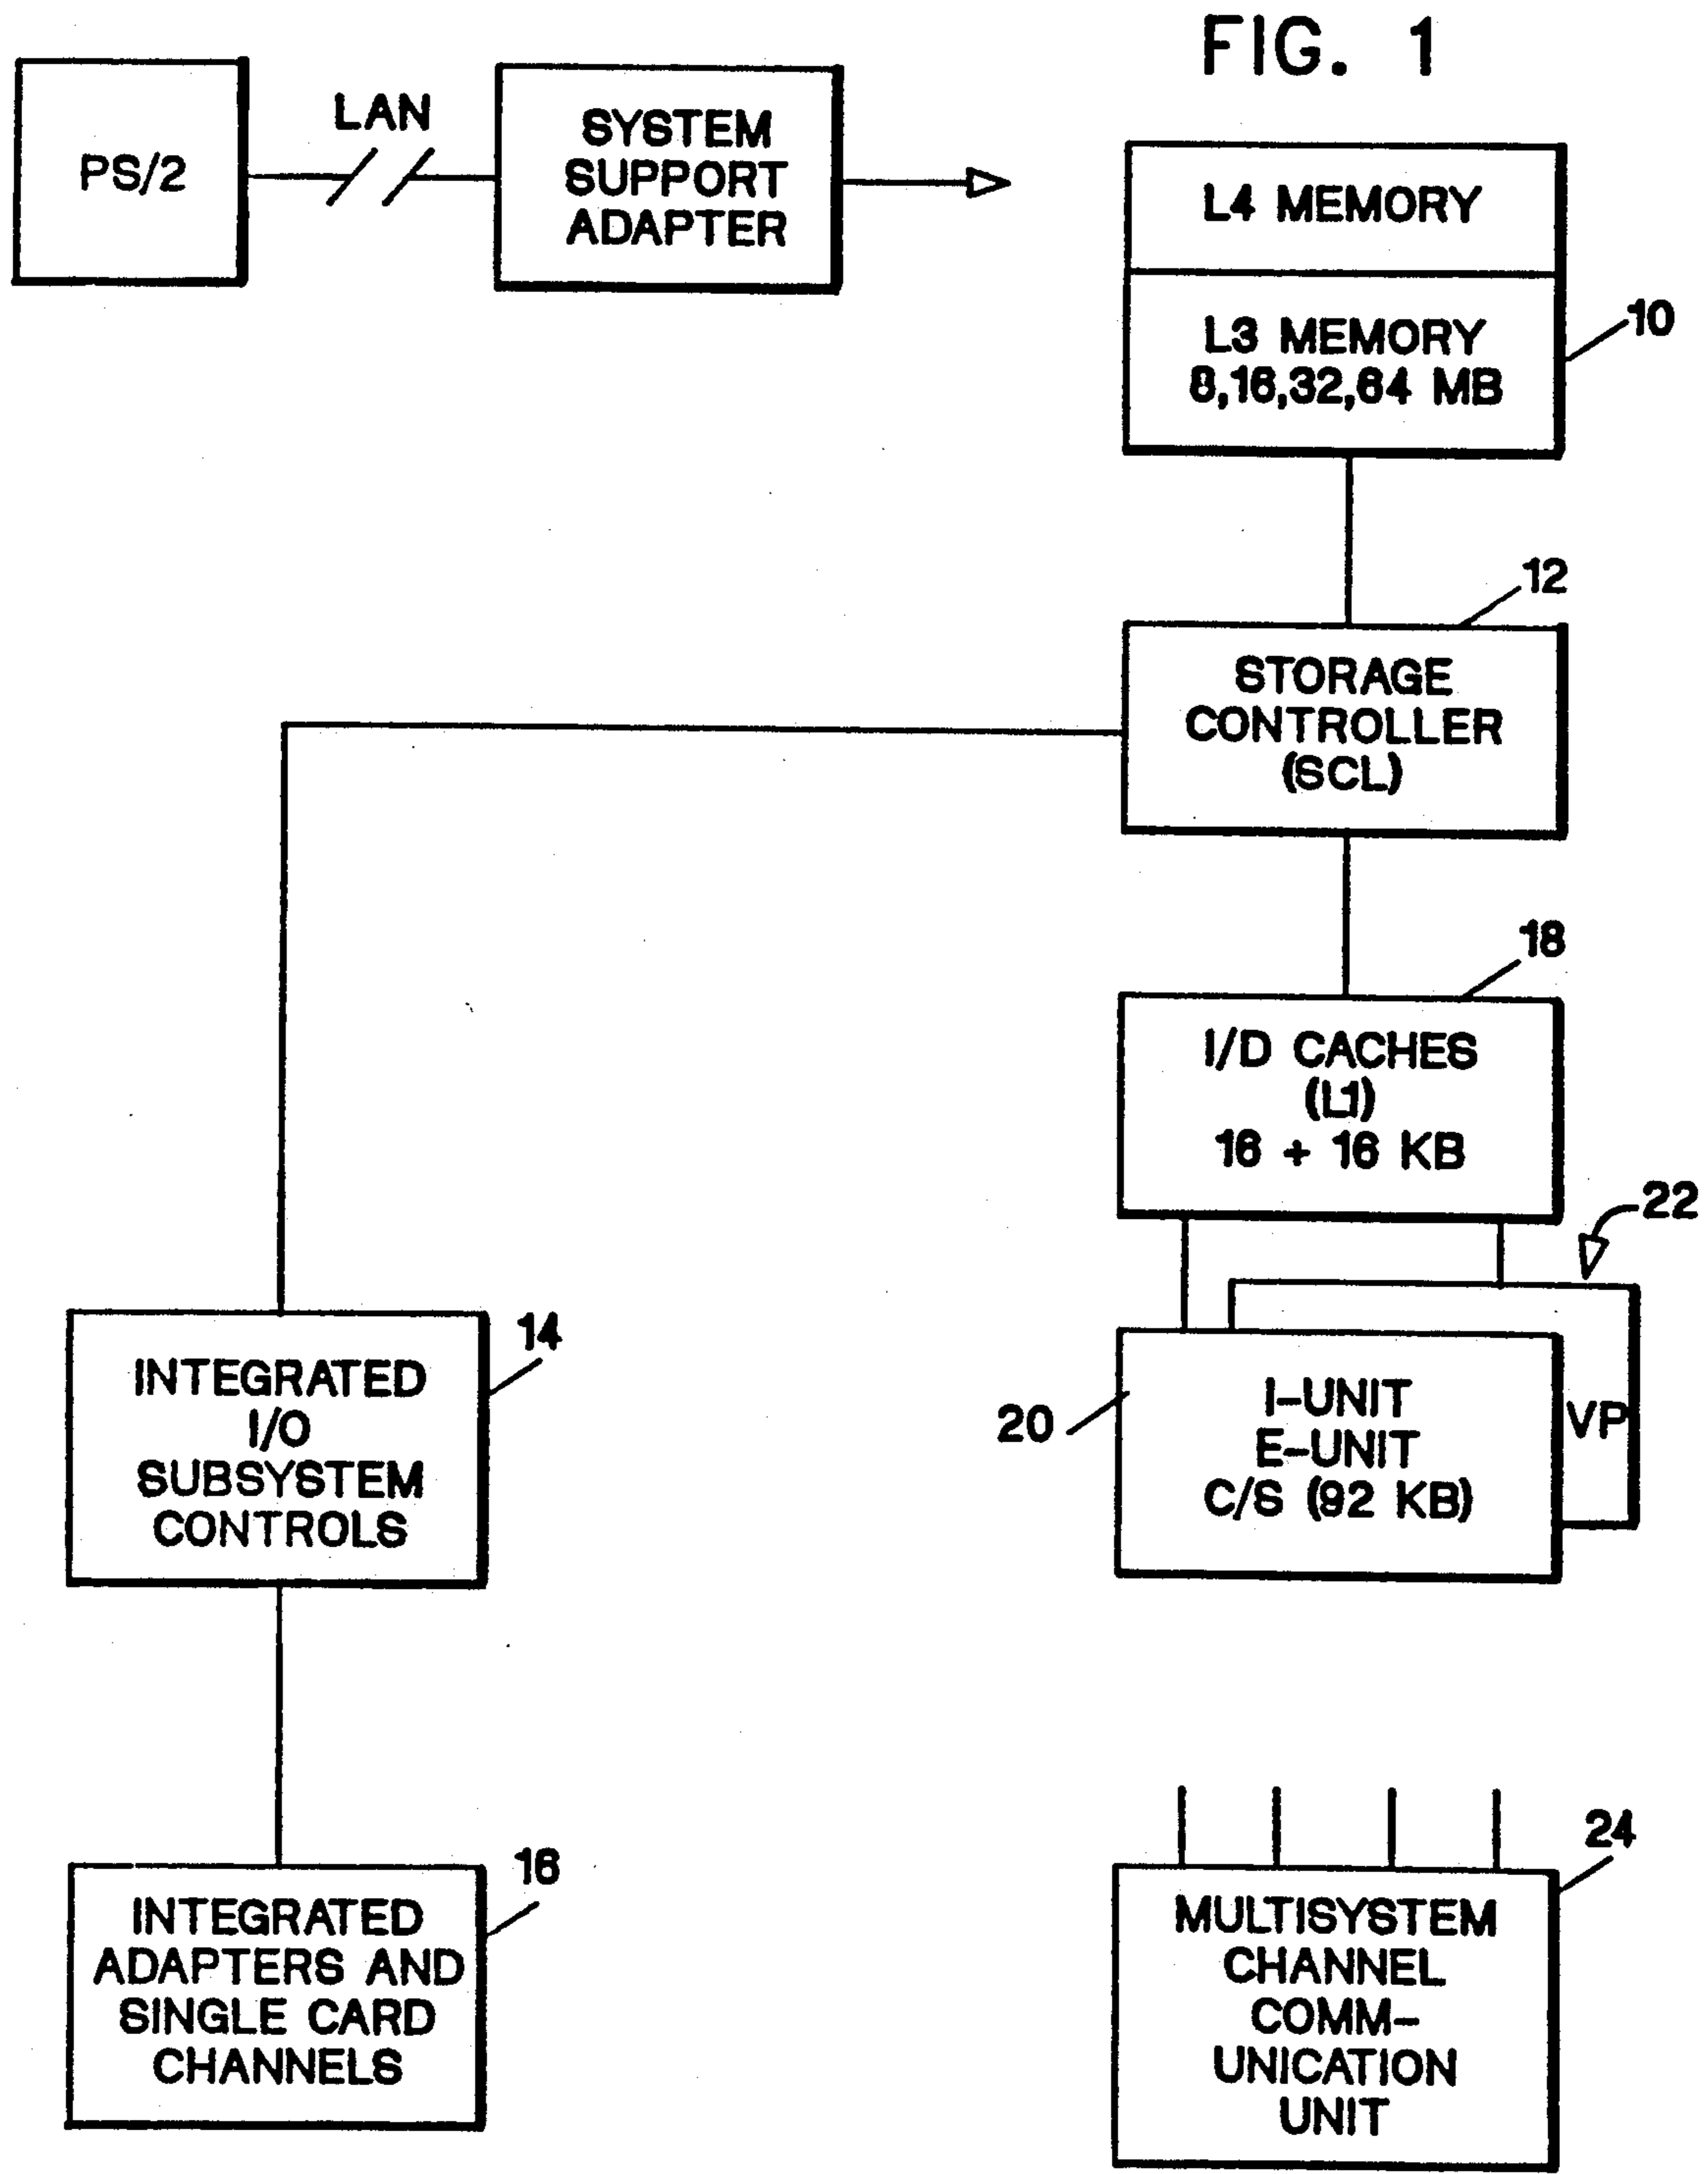 FIG. 1
PS/2
LAN
SYSTEM
SUPPORT
ADAPTER
L4 MEMORY
L3 MEMORY
8,16,32,64 MB
10
12
STORAGE
CONTROLLER
(SCL)
18
I/D CACHES
(L1)
16 + 16 KB
22
14
INTEGRATED
I/O
SUBSYSTEM
CONTROLS
20
I-UNIT
E-UNIT
C/S (92 KB)
VP
16
INTEGRATED
ADAPTERS AND
SINGLE CARD
CHANNELS
24
MULTISYSTEM
CHANNEL
COMM-
UNICATION
UNIT